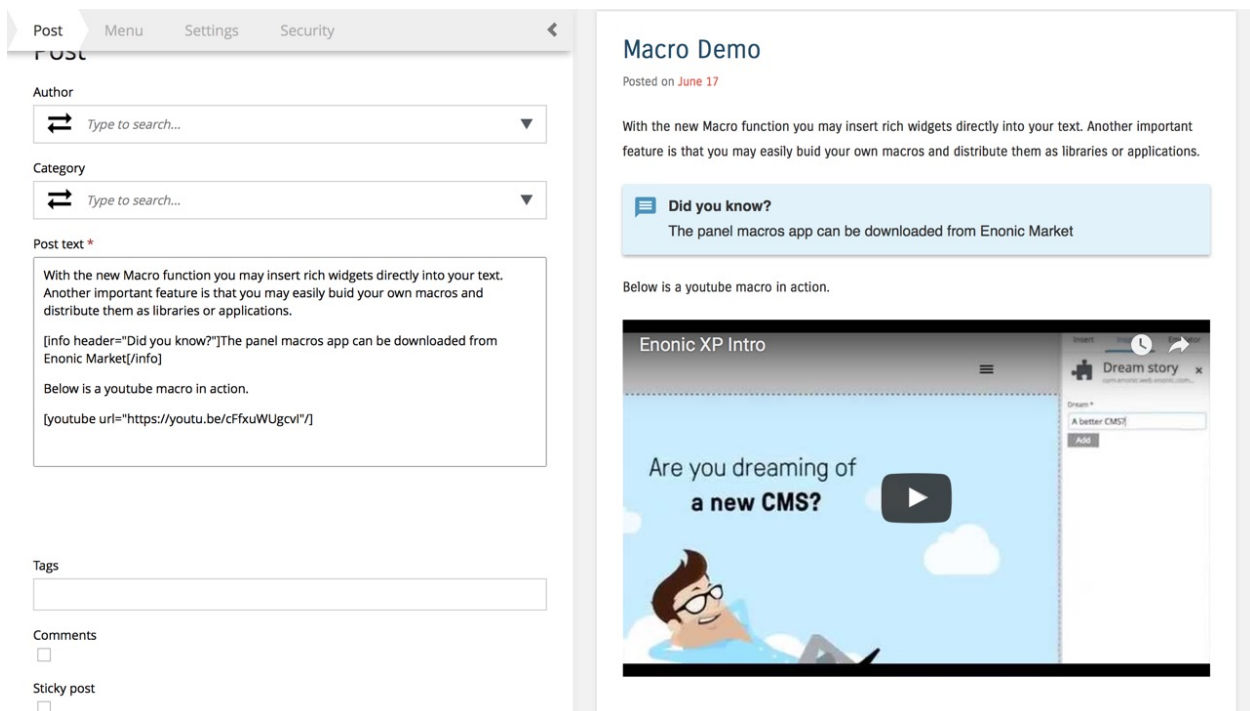 Post Menu Settings Security
Post
Author
Type to search...
Category
Type to search...
Post text *
With the new Macro function you may insert rich widgets directly into your text.
Another important feature is that you may easily buid your own macros and
distribute them as libraries or applications.
[info header="Did you know?"]The panel macros app can be downloaded from
Enonic Market[/info]
Below is a youtube macro in action.
[youtube url="https://youtu.be/cFfxuWUgcvI"/]
Tags
Comments
Sticky post
Macro Demo
Posted on June 17
With the new Macro function you may insert rich widgets directly into your text. Another important
feature is that you may easily buid your own macros and distribute them as libraries or applications.
Did you know?
The panel macros app can be downloaded from Enonic Market
Below is a youtube macro in action.
Enonic XP Intro
Insert
Dream story
Dream *
A better CMS?
Add
Are you dreaming of
a new CMS?